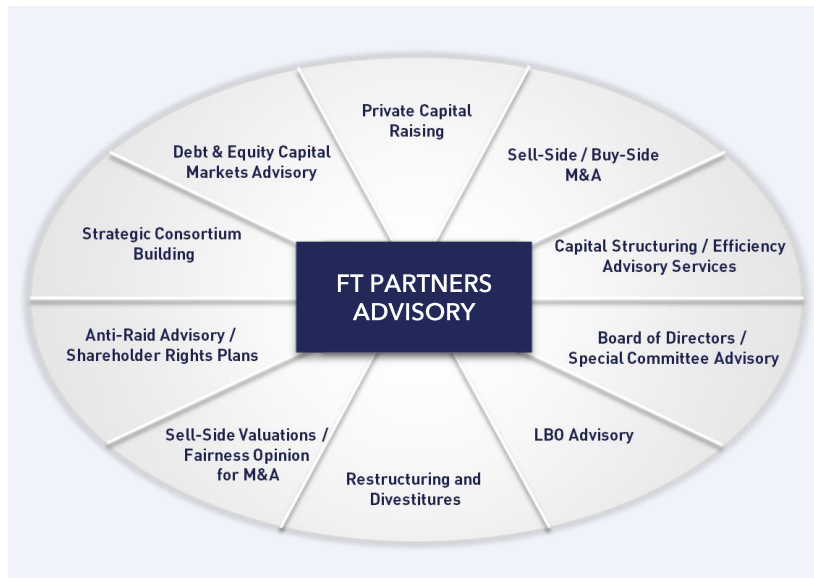 Private Capital
Raising
Sell-Side / Buy-Side
M&A
Capital Structuring / Efficiency
Advisory Services
Board of Directors /
Special Committee Advisory
LBO Advisory
Restructuring and
Divestitures
Sell-Side Valuations /
Fairness Opinion
for M&A
Anti-Raid Advisory /
Shareholder Rights Plans
Strategic Consortium
Building
Debt & Equity Capital
Markets Advisory
FT PARTNERS
ADVISORY